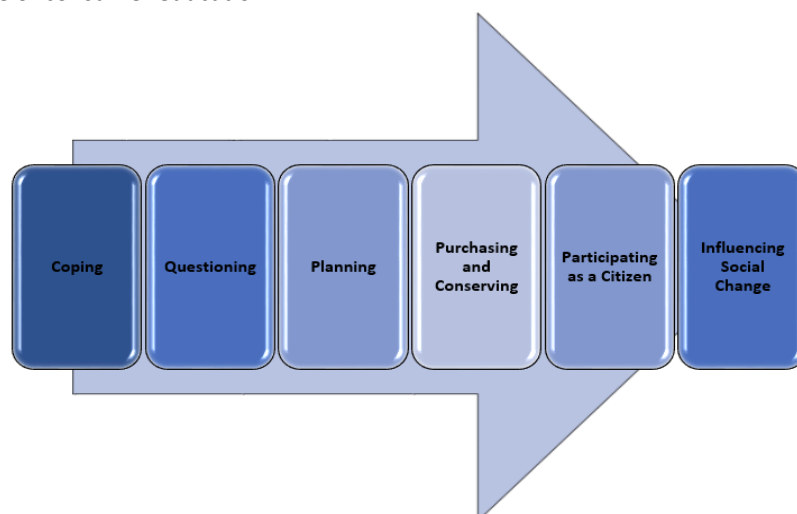 Coping
Questioning
Planning
Purchasing
and
Conserving
Participating
as a Citizen
Influencing
Social
Change